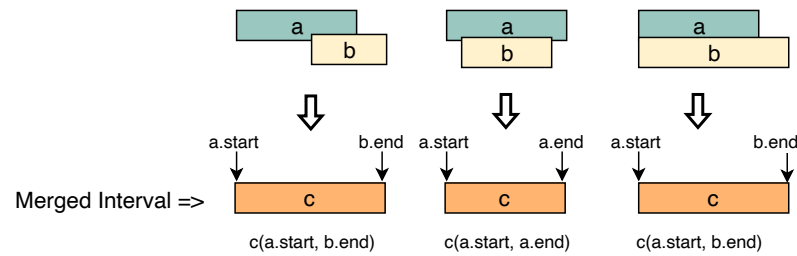 a a a
b b b
a.start b.end a.start a.end a.start b.end
Merged Interval => c c c
c(a.start, b.end) c(a.start, a.end) c(a.start, b.end)